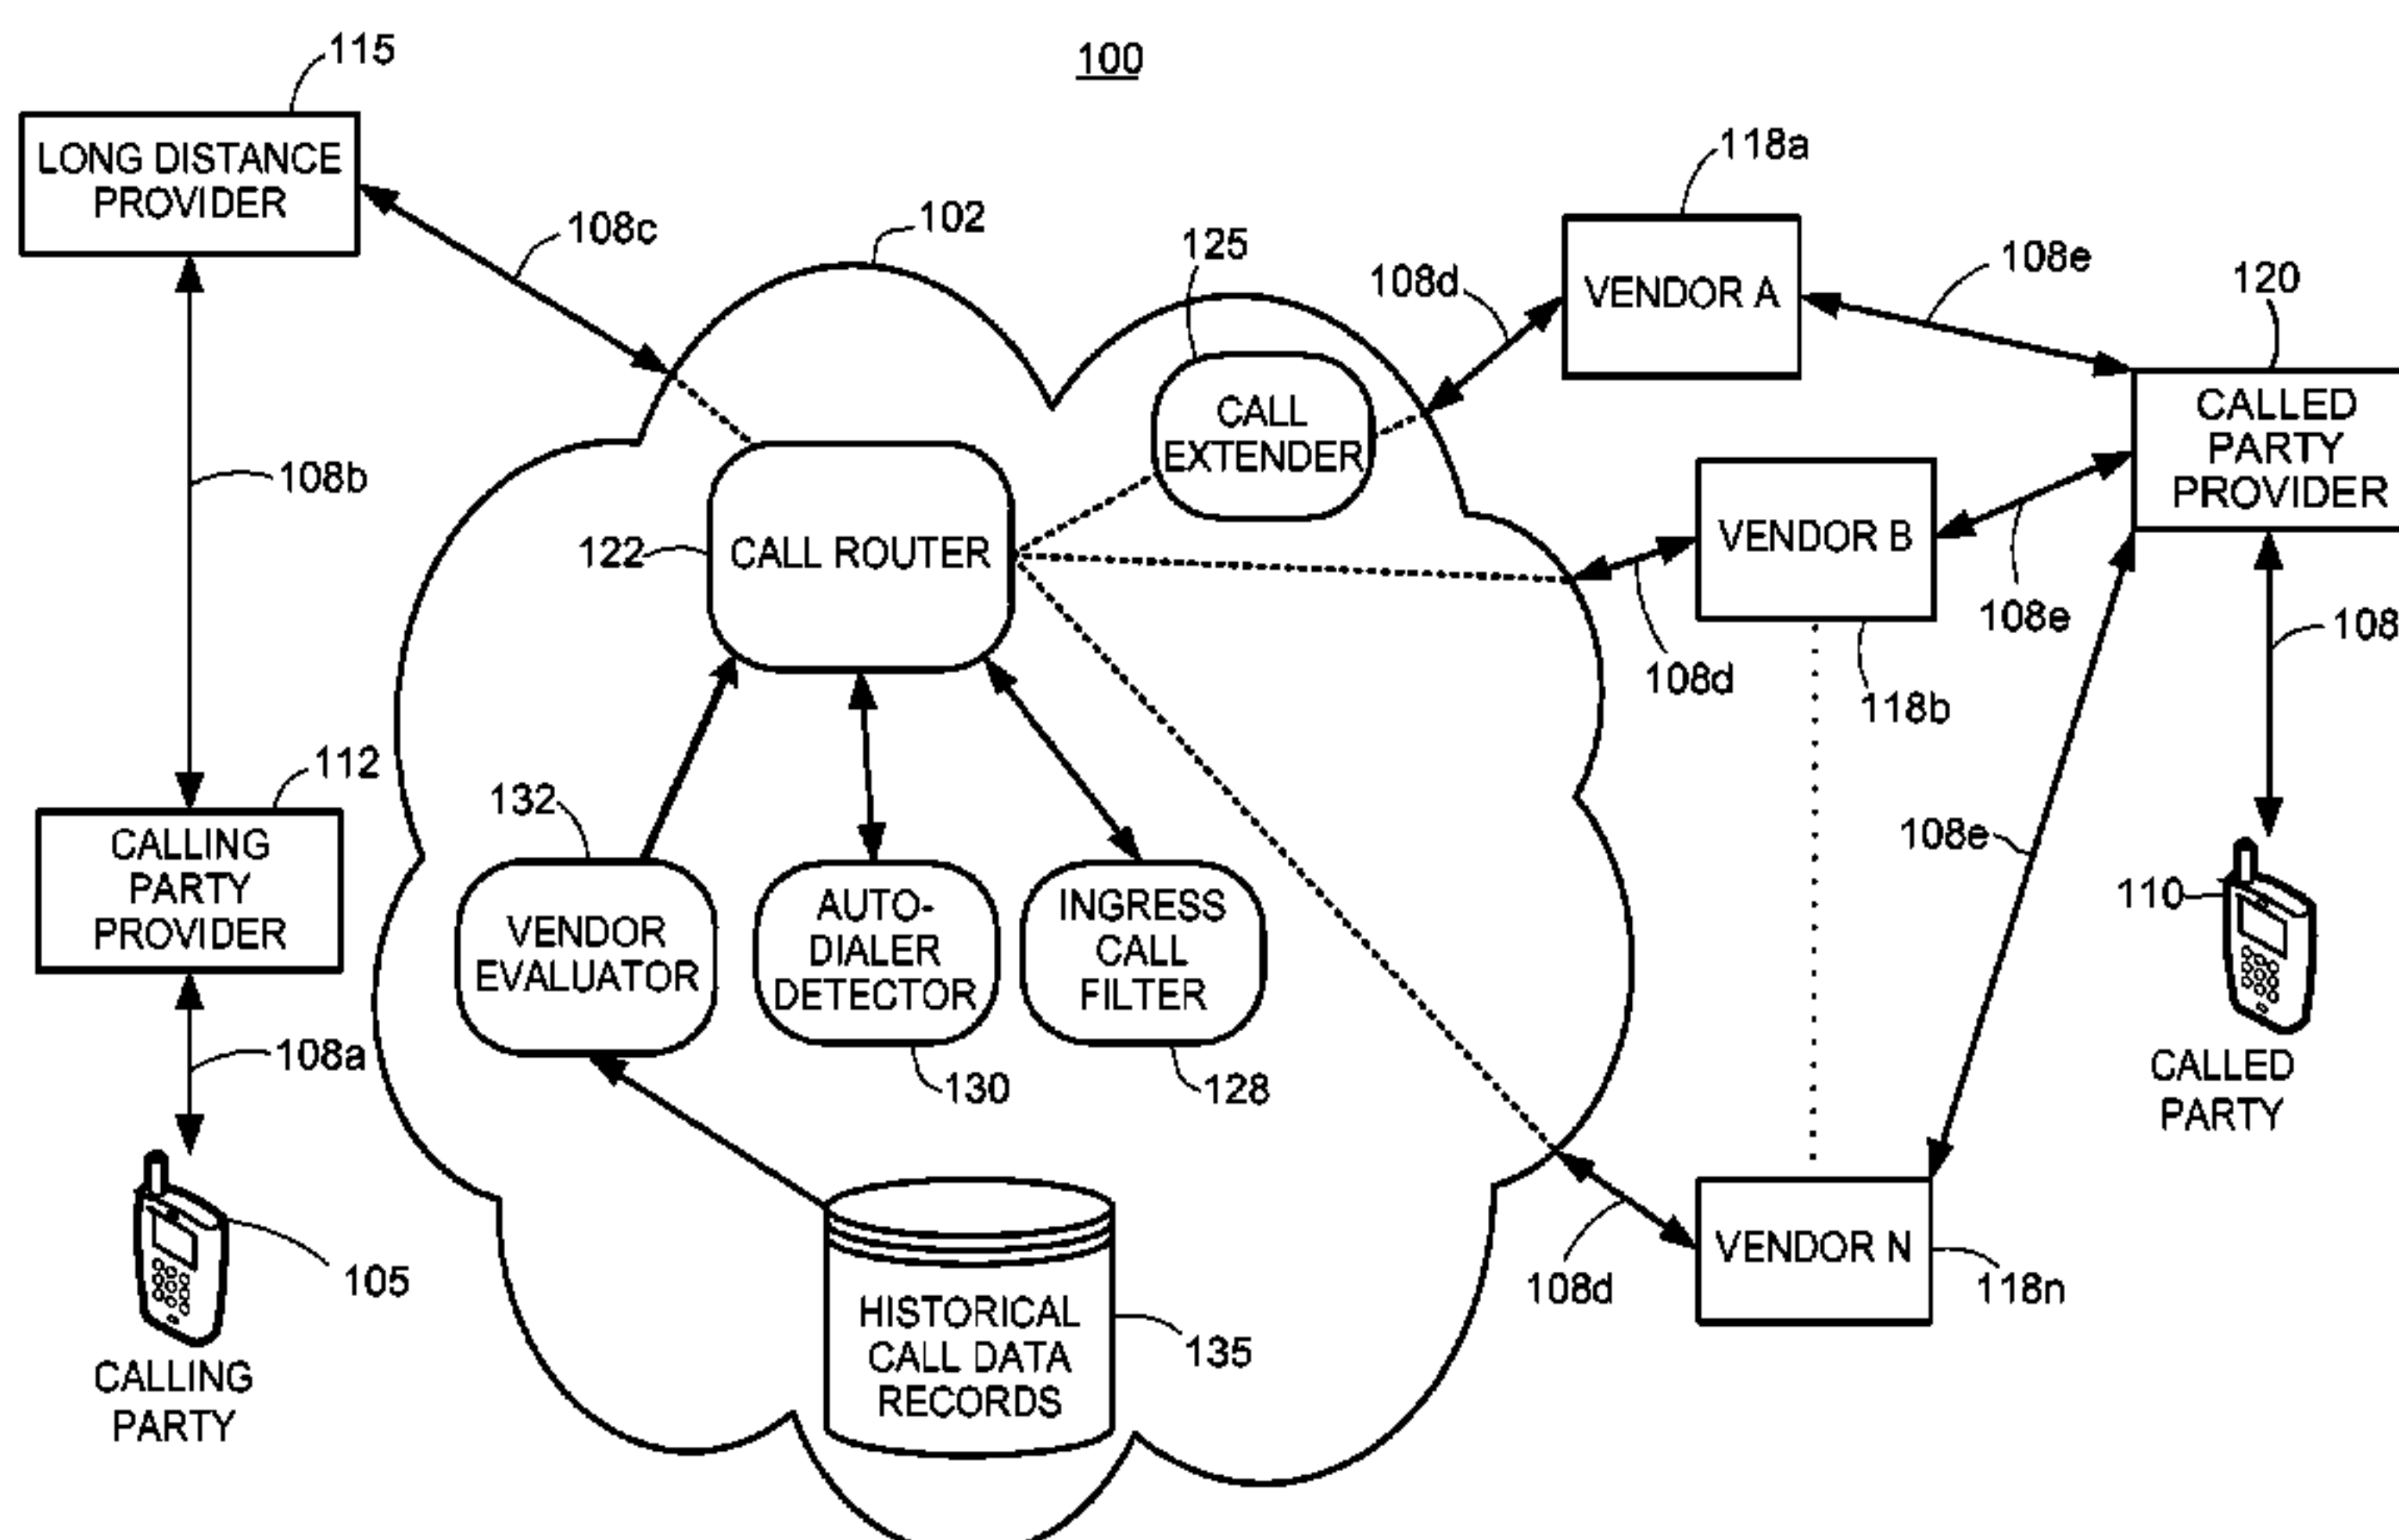 100
115
LONG DISTANCE
PROVIDER
108c
102
125
118a
108d
VENDOR A
108e
120
CALLED
PARTY
PROVIDER
CALL
EXTENDER
108b
122
CALL ROUTER
VENDOR B
108e
108
108d
118b
112
CALLING
PARTY
PROVIDER
132
VENDOR
EVALUATOR
AUTO-
DIALER
DETECTOR
INGRESS
CALL
FILTER
108e
110
CALLED
PARTY
108a
130
128
105
CALLING
PARTY
HISTORICAL
CALL DATA
RECORDS
135
108d
VENDOR N
118n